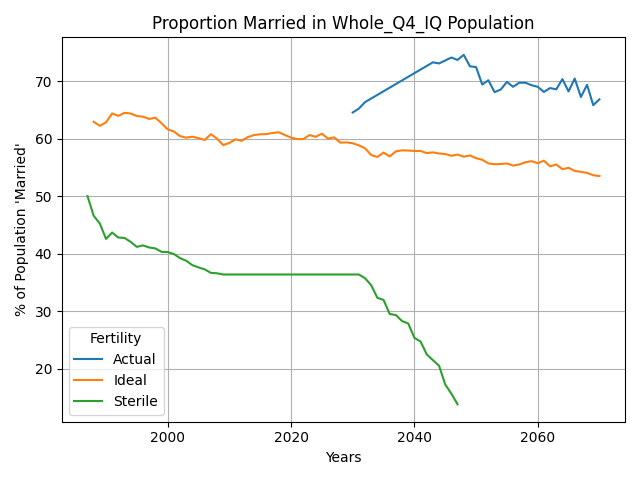 Proportion Married in Whole_Q4_IQ Population
% of Population 'Married'
70
60
50
40
30
20
Fertility
Actual
Ideal
Sterile
2000
2020
2040
2060
Years